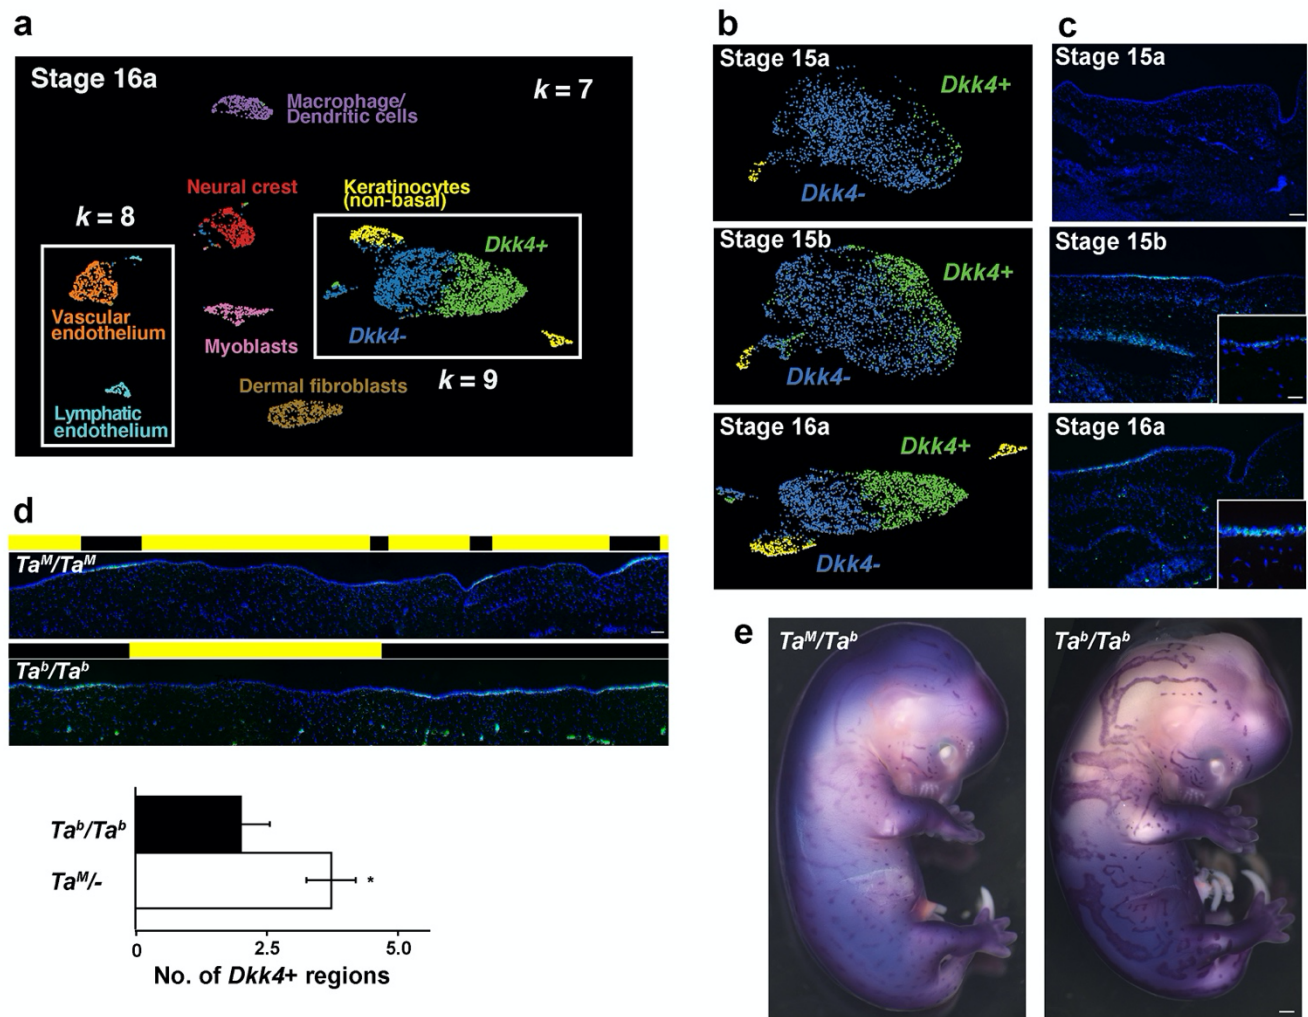 a
Stage 16a
k = 7
Macrophage/
Dendritic cells
Neural crest
Keratinocytes
(non-basal)
k = 8
Dkk4+
Vascular
endothelium
Dkk4-
Myoblasts
k = 9
Dermal fibroblasts
Lymphatic
endothelium
b
Stage 15a
Dkk4+
Dkk4-
Stage 15b
Dkk4+
Dkk4-
Stage 16a
Dkk4+
Dkk4-
c
Stage 15a
Stage 15b
Stage 16a
d
Taᴹ/Taᴹ
Taᵇ/Taᵇ
Taᵇ/Taᵇ
Taᴹ/-
*
0 2.5 5.0
No. of Dkk4+ regions
e
Taᴹ/Taᵇ
Taᵇ/Taᵇ